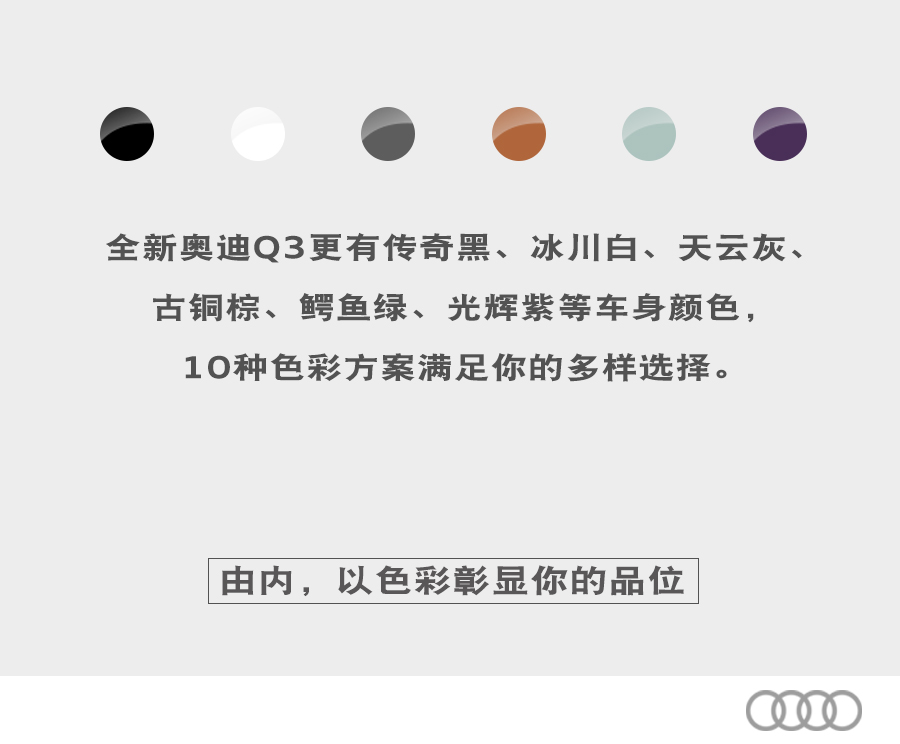 全新奥迪Q3更有传奇黑、冰川白、天云灰、
古铜棕、鳄鱼绿、光辉紫等车身颜色，
10种色彩方案满足你的多样选择。
由内，以色彩彰显你的品位